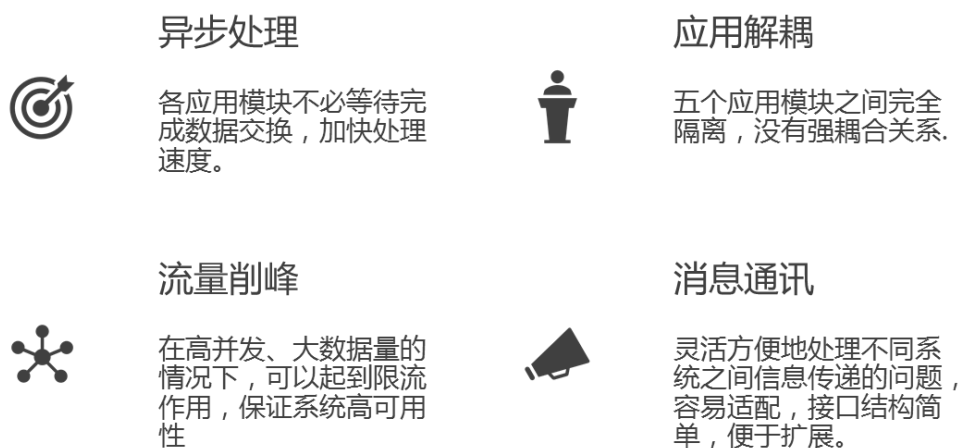 异步处理
各应用模块不必等待完
成数据交换，加快处理
速度。
应用解耦
五个应用模块之间完全
隔离，没有强耦合关系.
流量削峰
在高并发、大数据量的
情况下，可以起到限流
作用，保证系统高可用
性
消息通讯
灵活方便地处理不同系
统之间信息传递的问题，
容易适配，接口结构简
单，便于扩展。